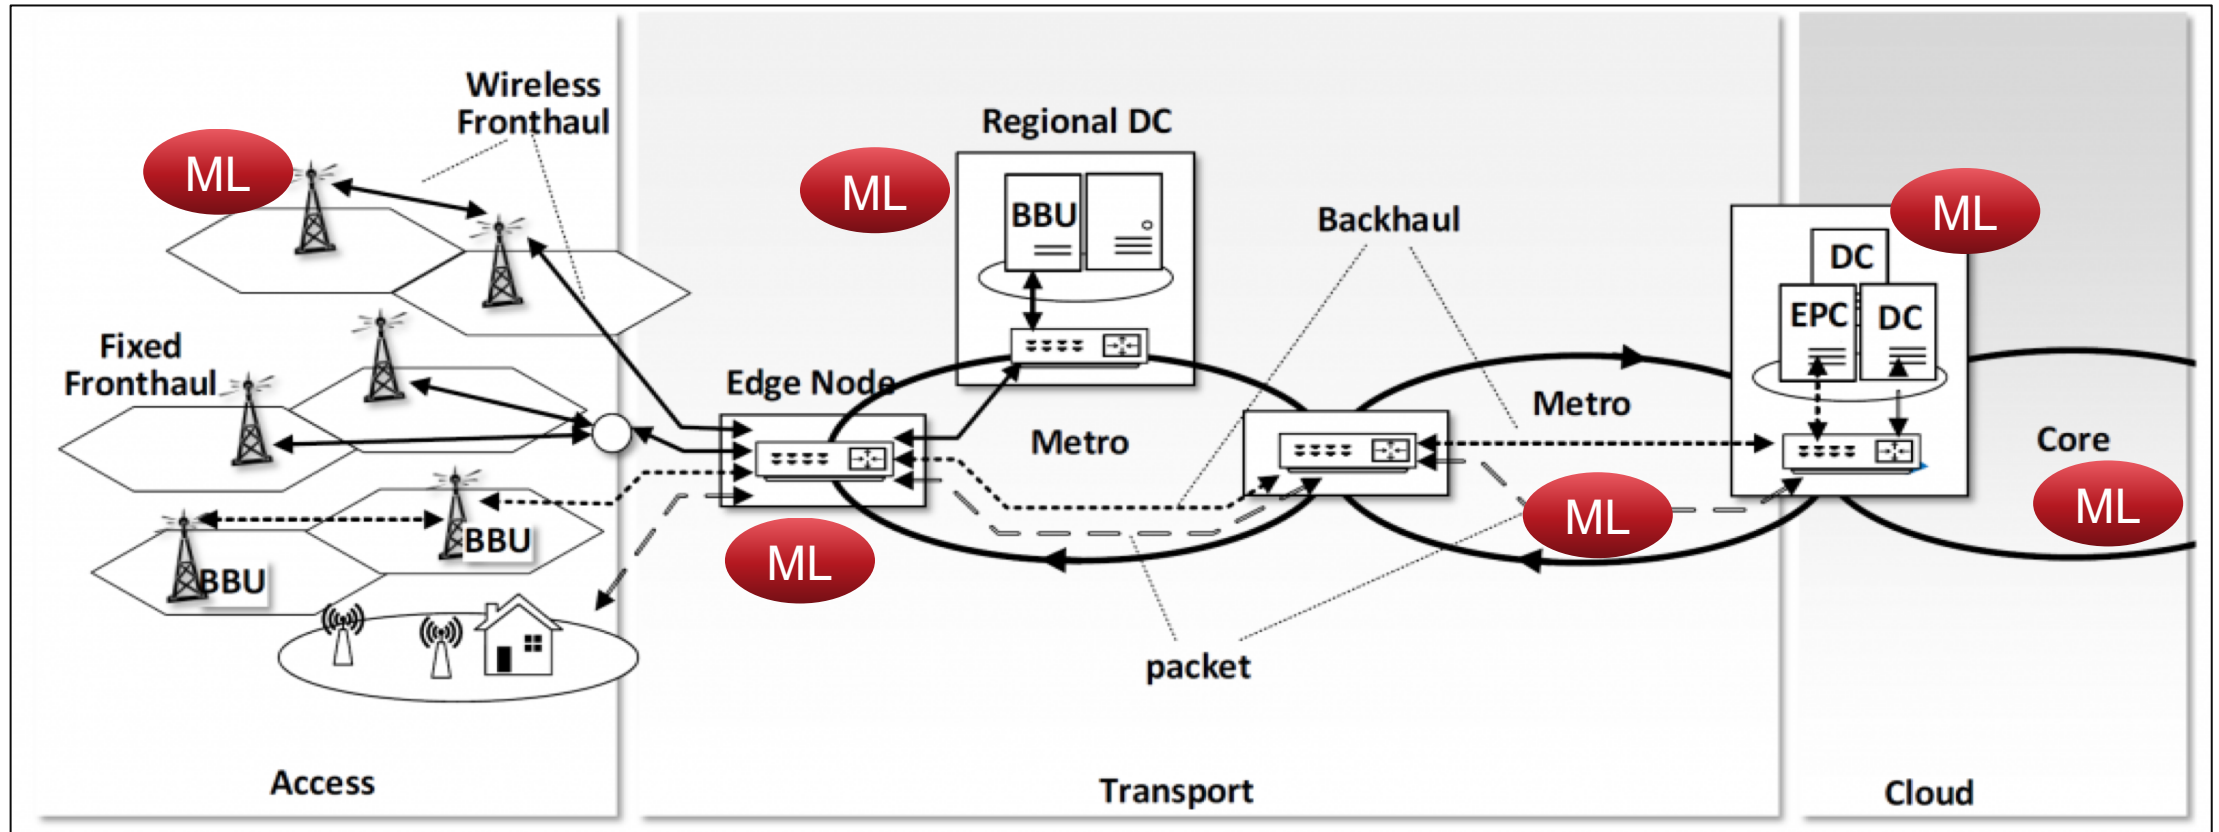 Wireless
Fronthaul
ML
Fixed
Fronthaul
BBU
BBU
Access
Regional DC
ML
BBU
Edge Node
ML
Metro
Backhaul
Metro
ML
packet
Transport
ML
DC
EPC
DC
Core
ML
Cloud